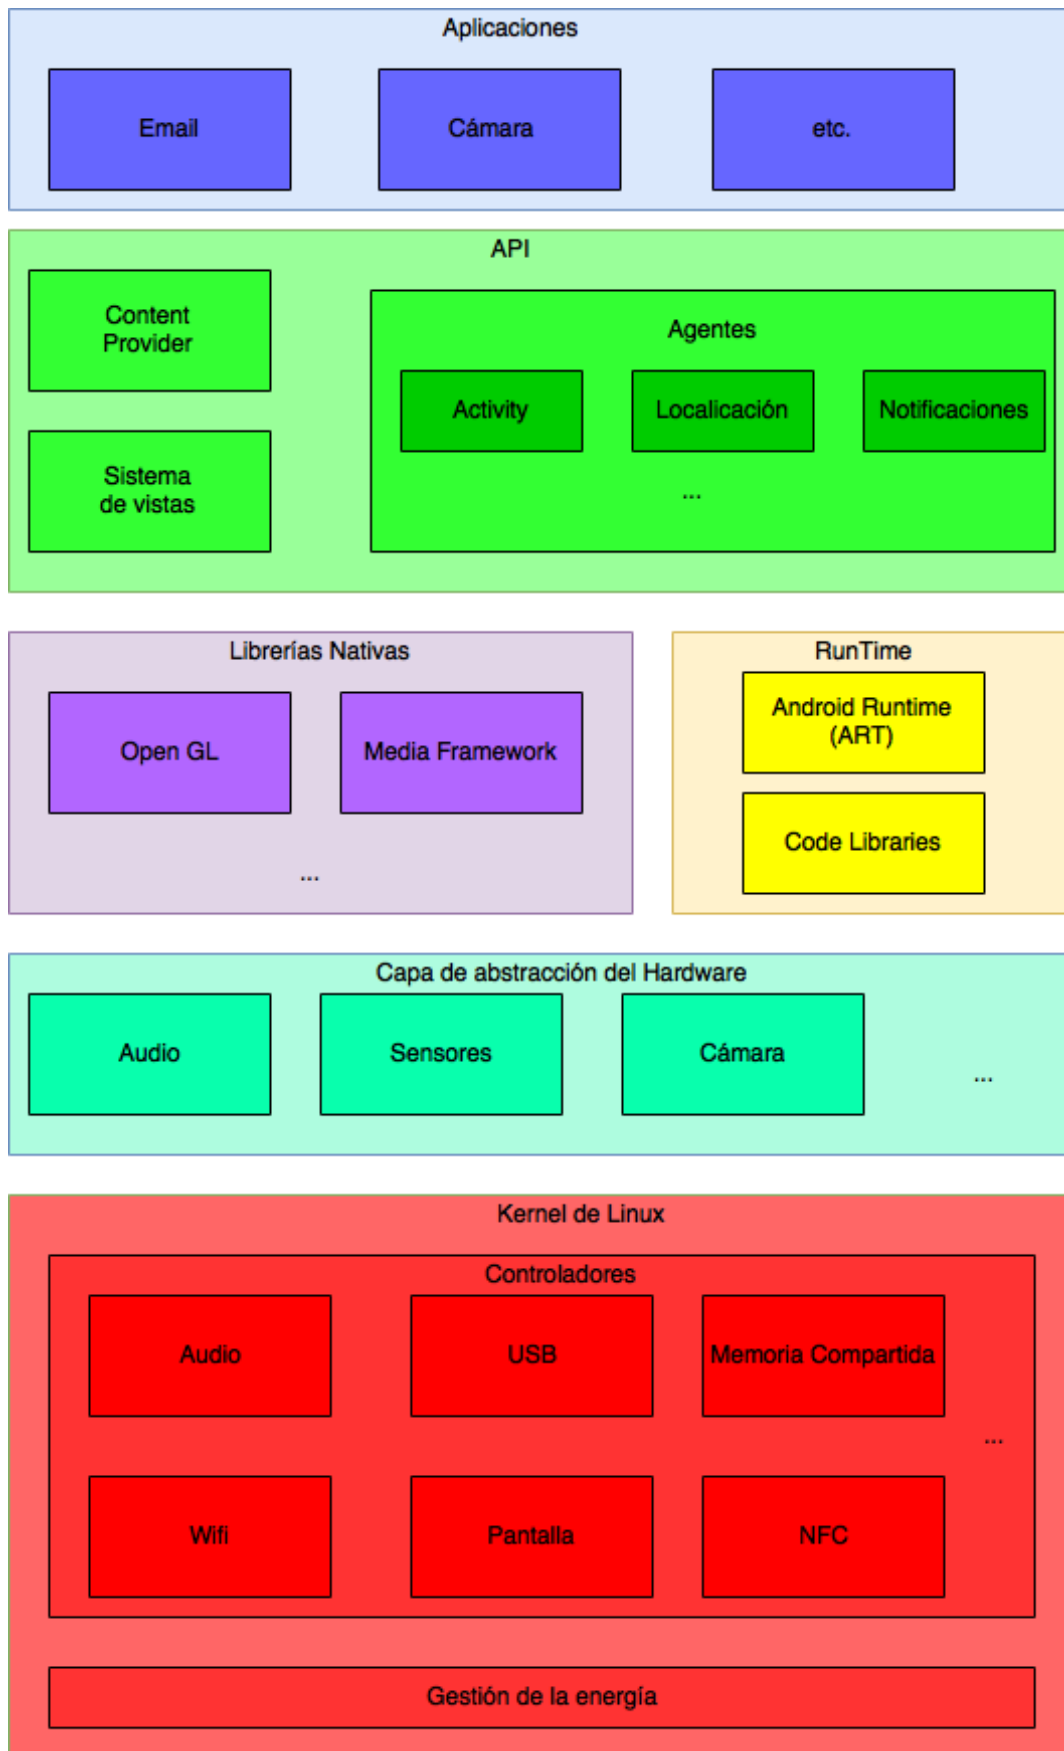 Aplicaciones
Email
Cámara
etc.
API
Content
Provider
Agentes
Activity
Localicación
Notificaciones
...
Sistema
de vistas
Librerías Nativas
Open GL
Media Framework
...
RunTime
Android Runtime
(ART)
Code Libraries
Capa de abstracción del Hardware
Audio
Sensores
Cámara
...
Kernel de Linux
Controladores
Audio
USB
Memoria Compartida
...
Wifi
Pantalla
NFC
Gestión de la energía